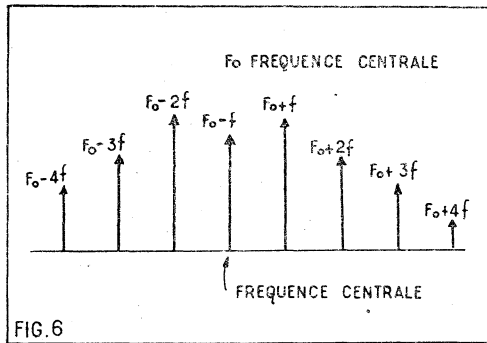 Fo FREQUENCE CENTRALE
Fo-4f
Fo-3f
Fo-2f
Fo-f
Fo+f
Fo+2f
Fo+3f
Fo+4f
FREQUENCE CENTRALE
FIG.6